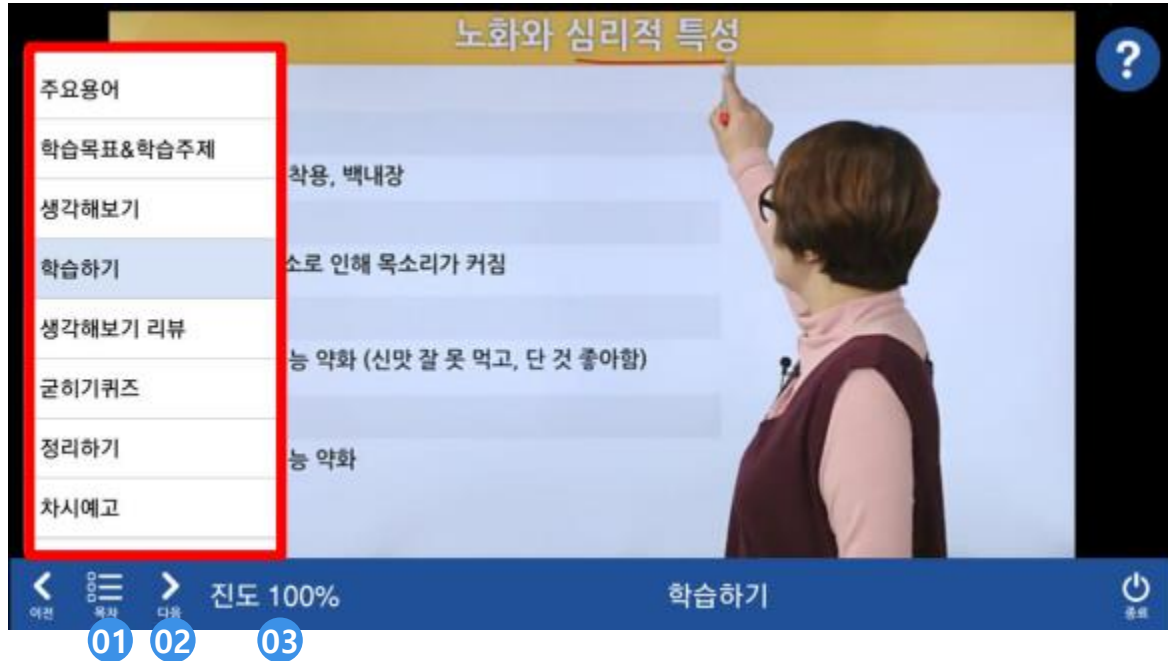 노화와 심리적 특성
?
주요용어
학습목표&학습주제
생각해보기
학습하기
생각해보기 리뷰
굳히기퀴즈
정리하기
차시예고
착용, 백내장
소로 인해 목소리가 커짐
능 약화 (신맛 잘 못 먹고, 단 것 좋아함)
능 약화
이전 목차 다음 진도 100% 학습하기 종료
01 02 03